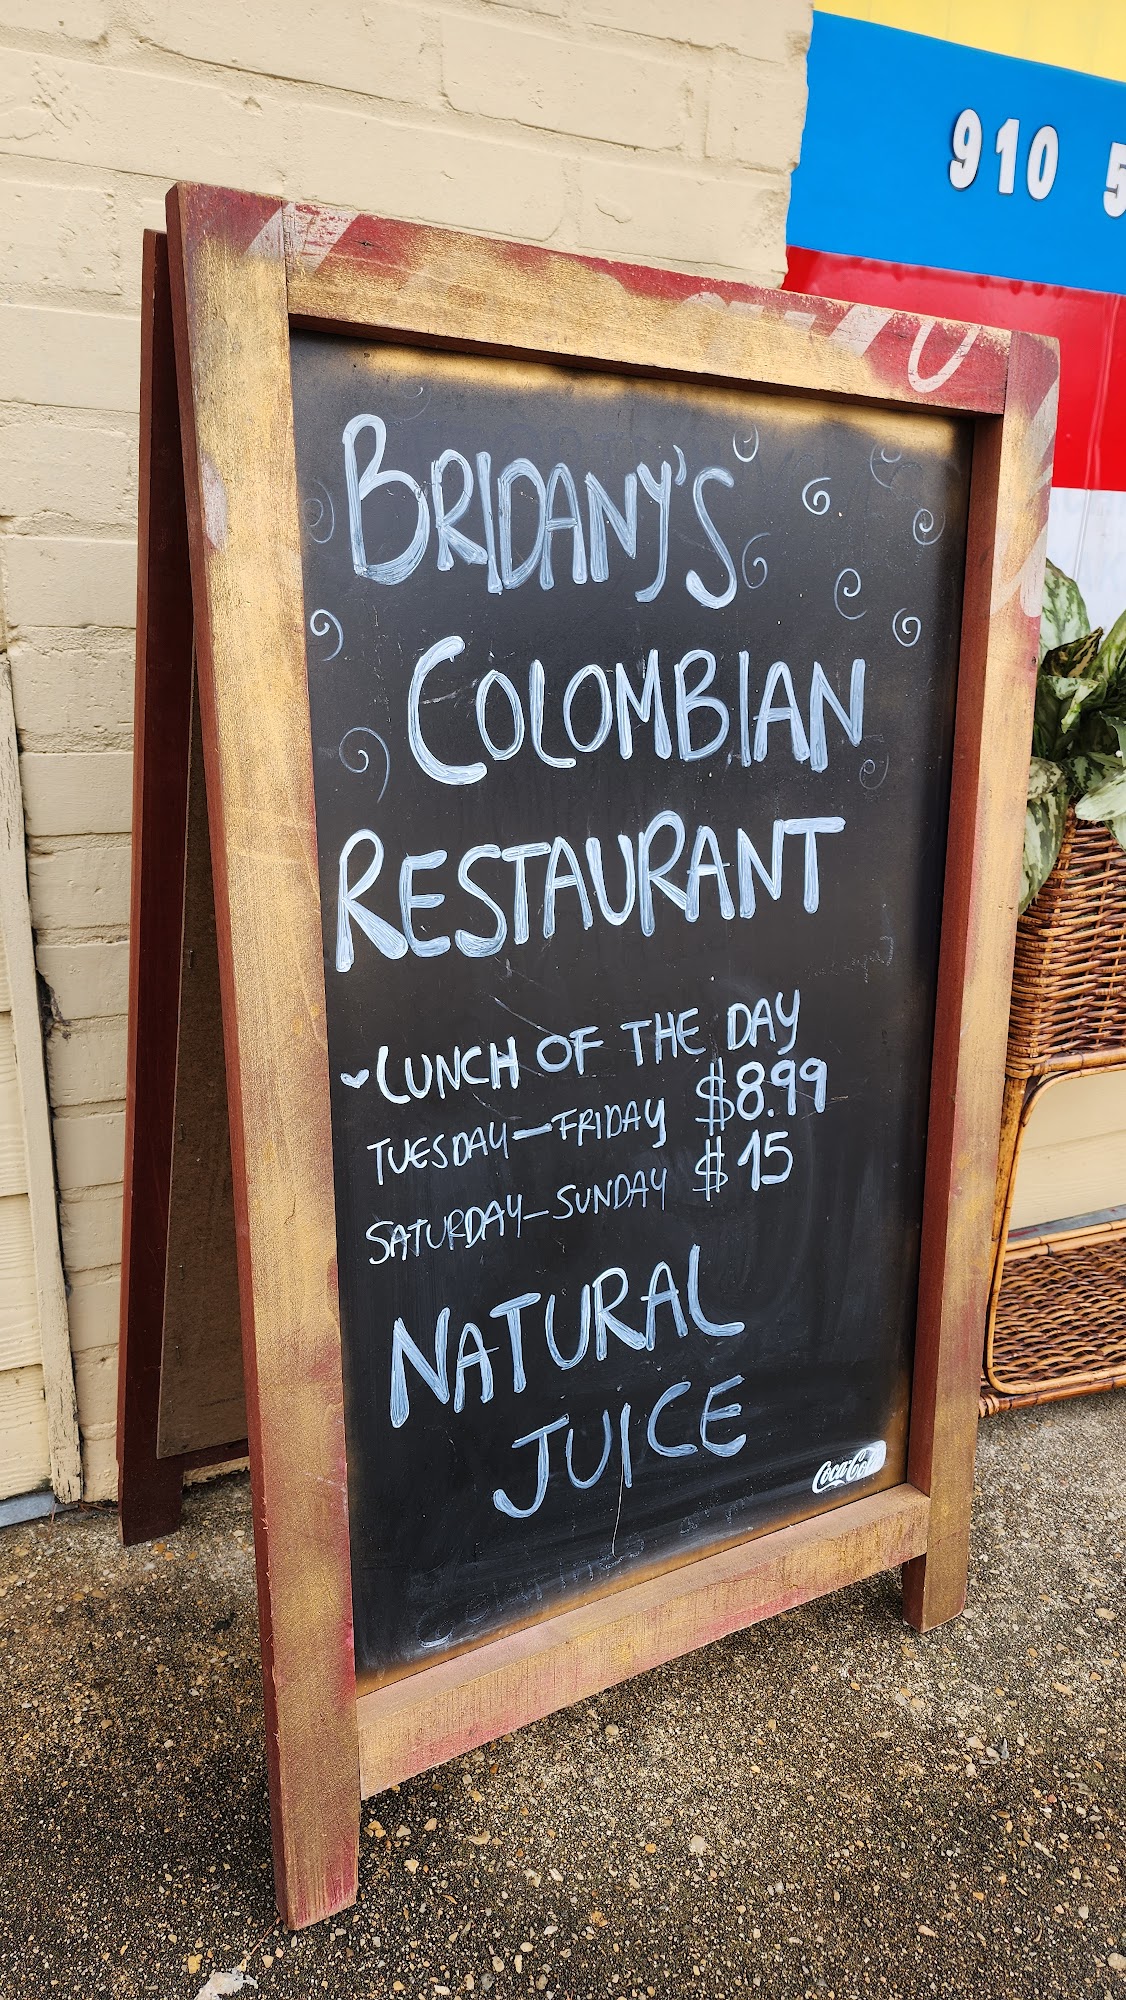 910 5
BRIDANY'S
COLOMBIAN
RESTAURANT
LUNCH OF THE DAY
TUESDAY-FRIDAY $8.99
SATURDAY-SUNDAY $15
NATURAL
JUICE
Coca-Cola